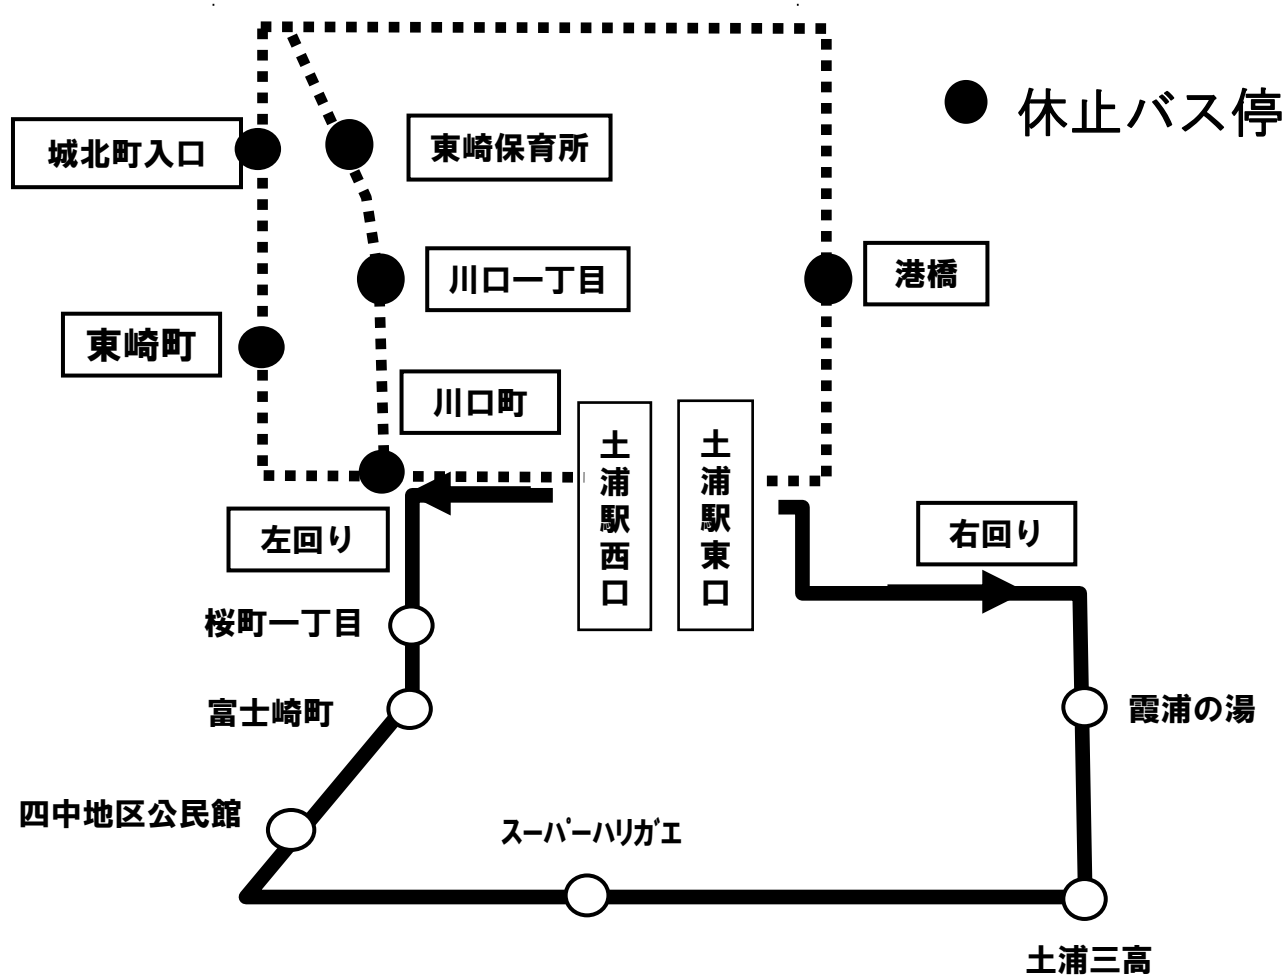 休止バス停
城北町入口
東崎保育所
川口一丁目
港橋
東崎町
川口町
土浦駅西口
土浦駅東口
左回り
右回り
桜町一丁目
富士崎町
霞浦の湯
四中地区公民館
ｽｰﾊﾟｰﾊﾘｶﾞｴ
土浦三高